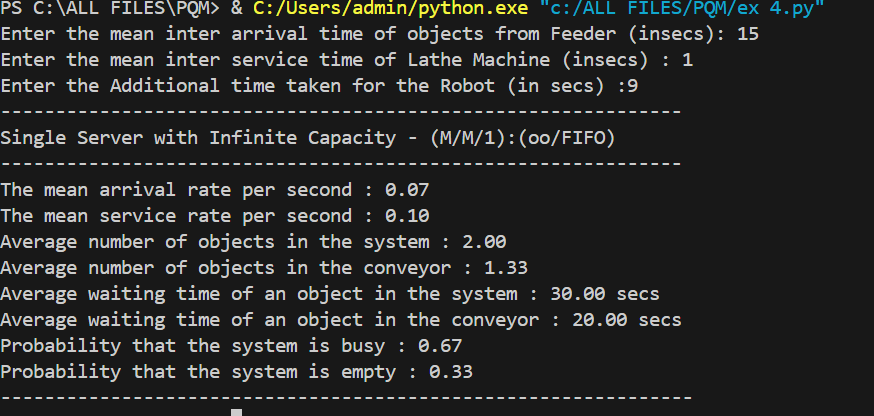 PS C:\ALL FILES\PQM> & C:/Users/admin/python.exe "c:/ALL FILES/PQM/ex 4.py"
Enter the mean inter arrival time of objects from Feeder (insecs): 15
Enter the mean inter service time of Lathe Machine (insecs) : 1
Enter the Additional time taken for the Robot (in secs) :9
--------------------------------------------------------------
Single Server with Infinite Capacity - (M/M/1):(oo/FIFO)
--------------------------------------------------------------
The mean arrival rate per second : 0.07
The mean service rate per second : 0.10
Average number of objects in the system : 2.00
Average number of objects in the conveyor : 1.33
Average waiting time of an object in the system : 30.00 secs
Average waiting time of an object in the conveyor : 20.00 secs
Probability that the system is busy : 0.67
Probability that the system is empty : 0.33
---------------------------------------------------------------